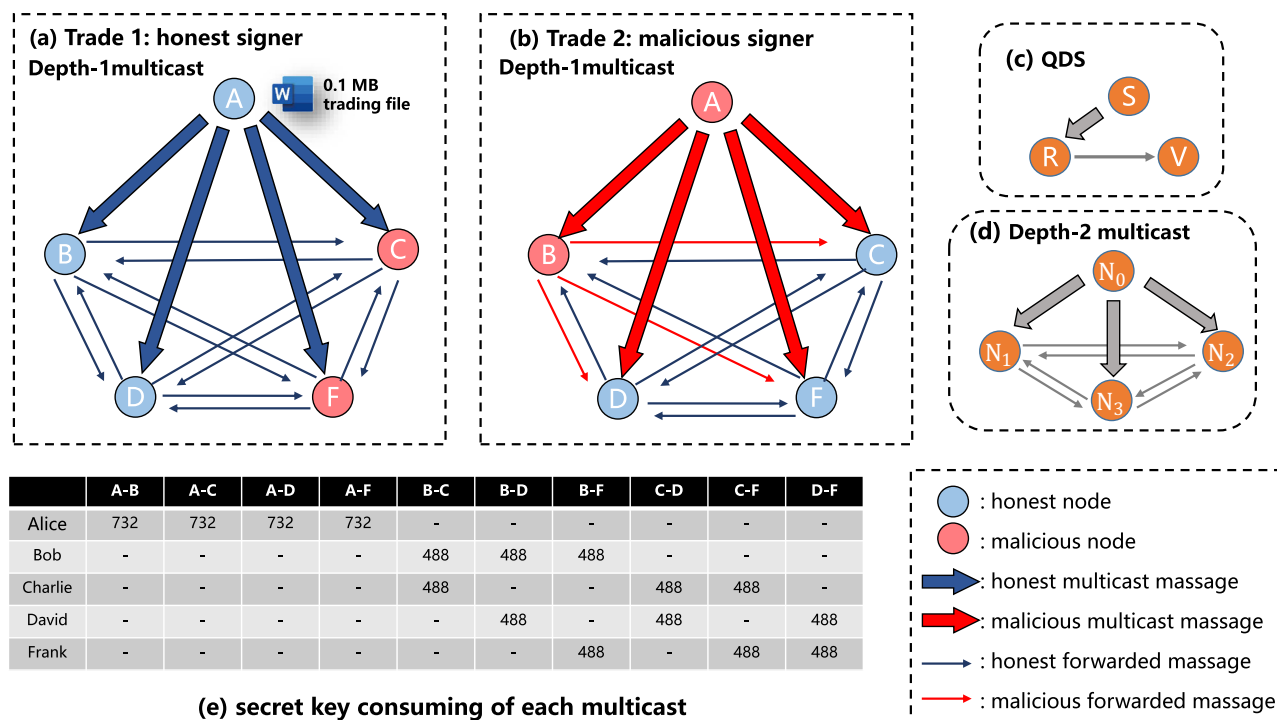 (a) Trade 1: honest signer
Depth-1multicast
A
W
0.1 MB
trading file
B
C
D
F
(b) Trade 2: malicious signer
Depth-1multicast
A
B
C
D
F
(c) QDS
S
R
V
(d) Depth-2 multicast
N₀
N₁
N₂
N₃
A-B A-C A-D A-F B-C B-D B-F C-D C-F D-F
Alice 732 732 732 732 - - - - - -
Bob - - - - 488 488 488 - - -
Charlie - - - - 488 - - 488 488 -
David - - - - - 488 - 488 - 488
Frank - - - - - - 488 - 488 488
(e) secret key consuming of each multicast
: honest node
: malicious node
: honest multicast massage
: malicious multicast massage
: honest forwarded massage
: malicious forwarded massage